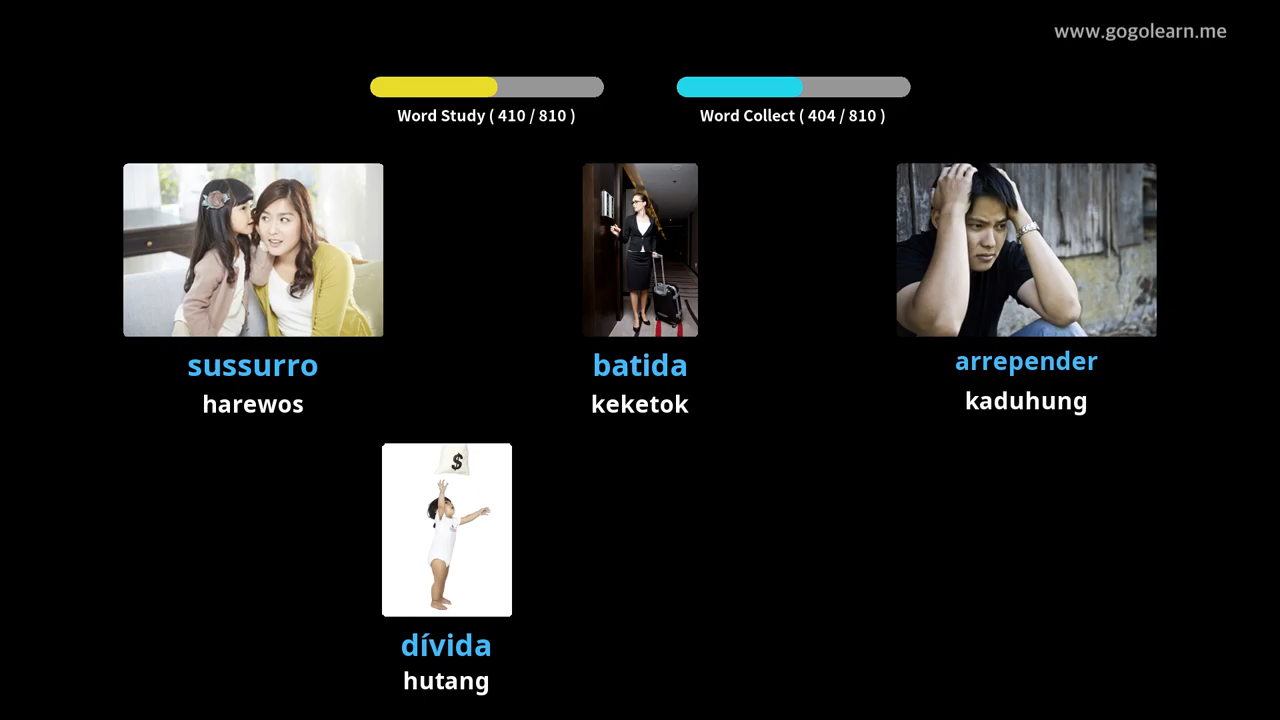 www.gogolearn.me
Word Study ( 410 / 810 )
Word Collect ( 404 / 810 )
sussurro
harewos
batida
keketok
arrepender
kaduhung
$
dívida
hutang